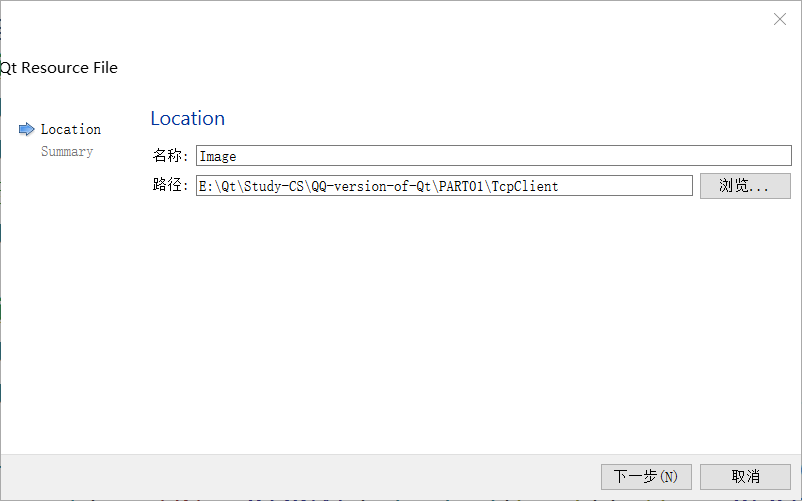 Qt Resource File
Location
Summary
Location
名称: Image
路径: E:\Qt\Study-CS\QQ-version-of-Qt\PART01\TcpClient 浏览...
下一步(N) 取消